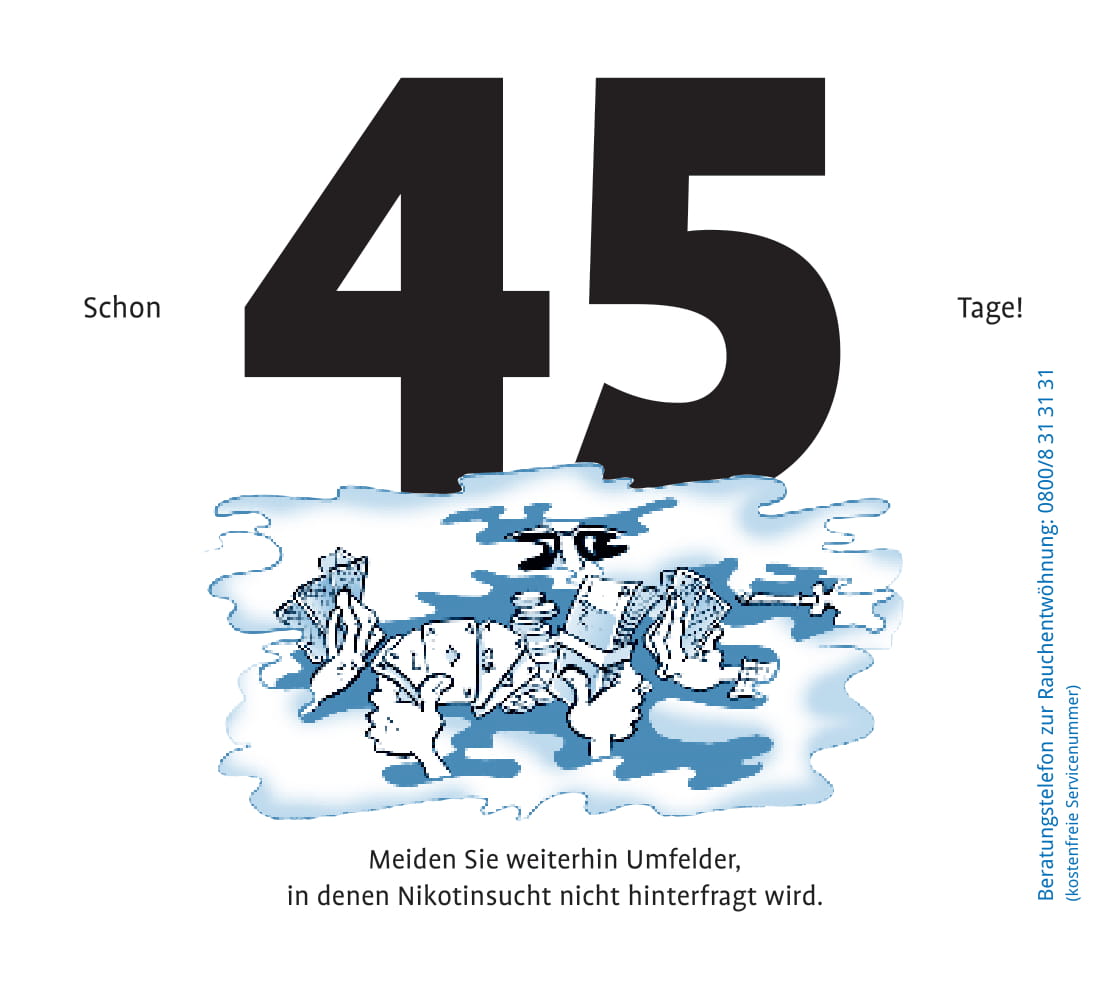 Schon
45
Tage!
Meiden Sie weiterhin Umfelder,
in denen Nikotinsucht nicht hinterfragt wird.
Beratungstelefon zur Rauchentwöhnung: 0800/8 31 31 31
(kostenfreie Servicenummer)